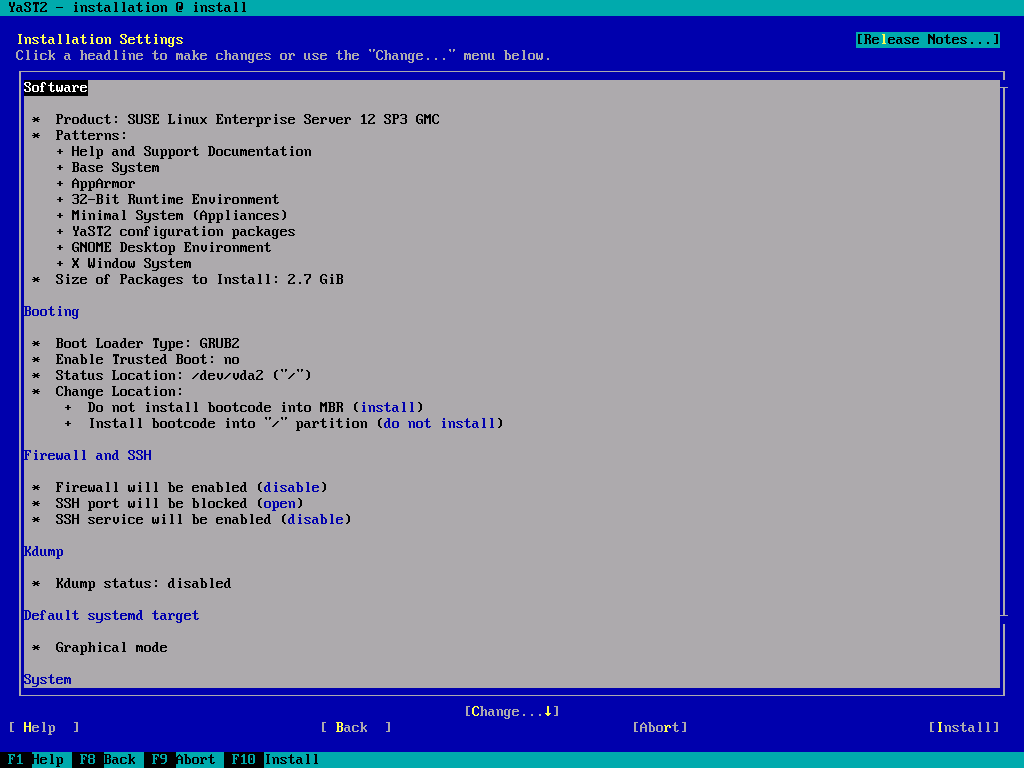 YaST2 - installation @ install
Installation Settings [Release Notes...]
Click a headline to make changes or use the "Change..." menu below.
Software
* Product: SUSE Linux Enterprise Server 12 SP3 GMC
* Patterns:
+ Help and Support Documentation
+ Base System
+ AppArmor
+ 32-Bit Runtime Environment
+ Minimal System (Appliances)
+ YaST2 configuration packages
+ GNOME Desktop Environment
+ X Window System
* Size of Packages to Install: 2.7 GiB
Booting
* Boot Loader Type: GRUB2
* Enable Trusted Boot: no
* Status Location: /dev/vda2 ("/")
* Change Location:
+ Do not install bootcode into MBR (install)
+ Install bootcode into "/" partition (do not install)
Firewall and SSH
* Firewall will be enabled (disable)
* SSH port will be blocked (open)
* SSH service will be enabled (disable)
Kdump
* Kdump status: disabled
Default systemd target
* Graphical mode
System
[Change...↓]
[ Help ] [ Back ] [Abort] [Install]
F1 Help F8 Back F9 Abort F10 Install